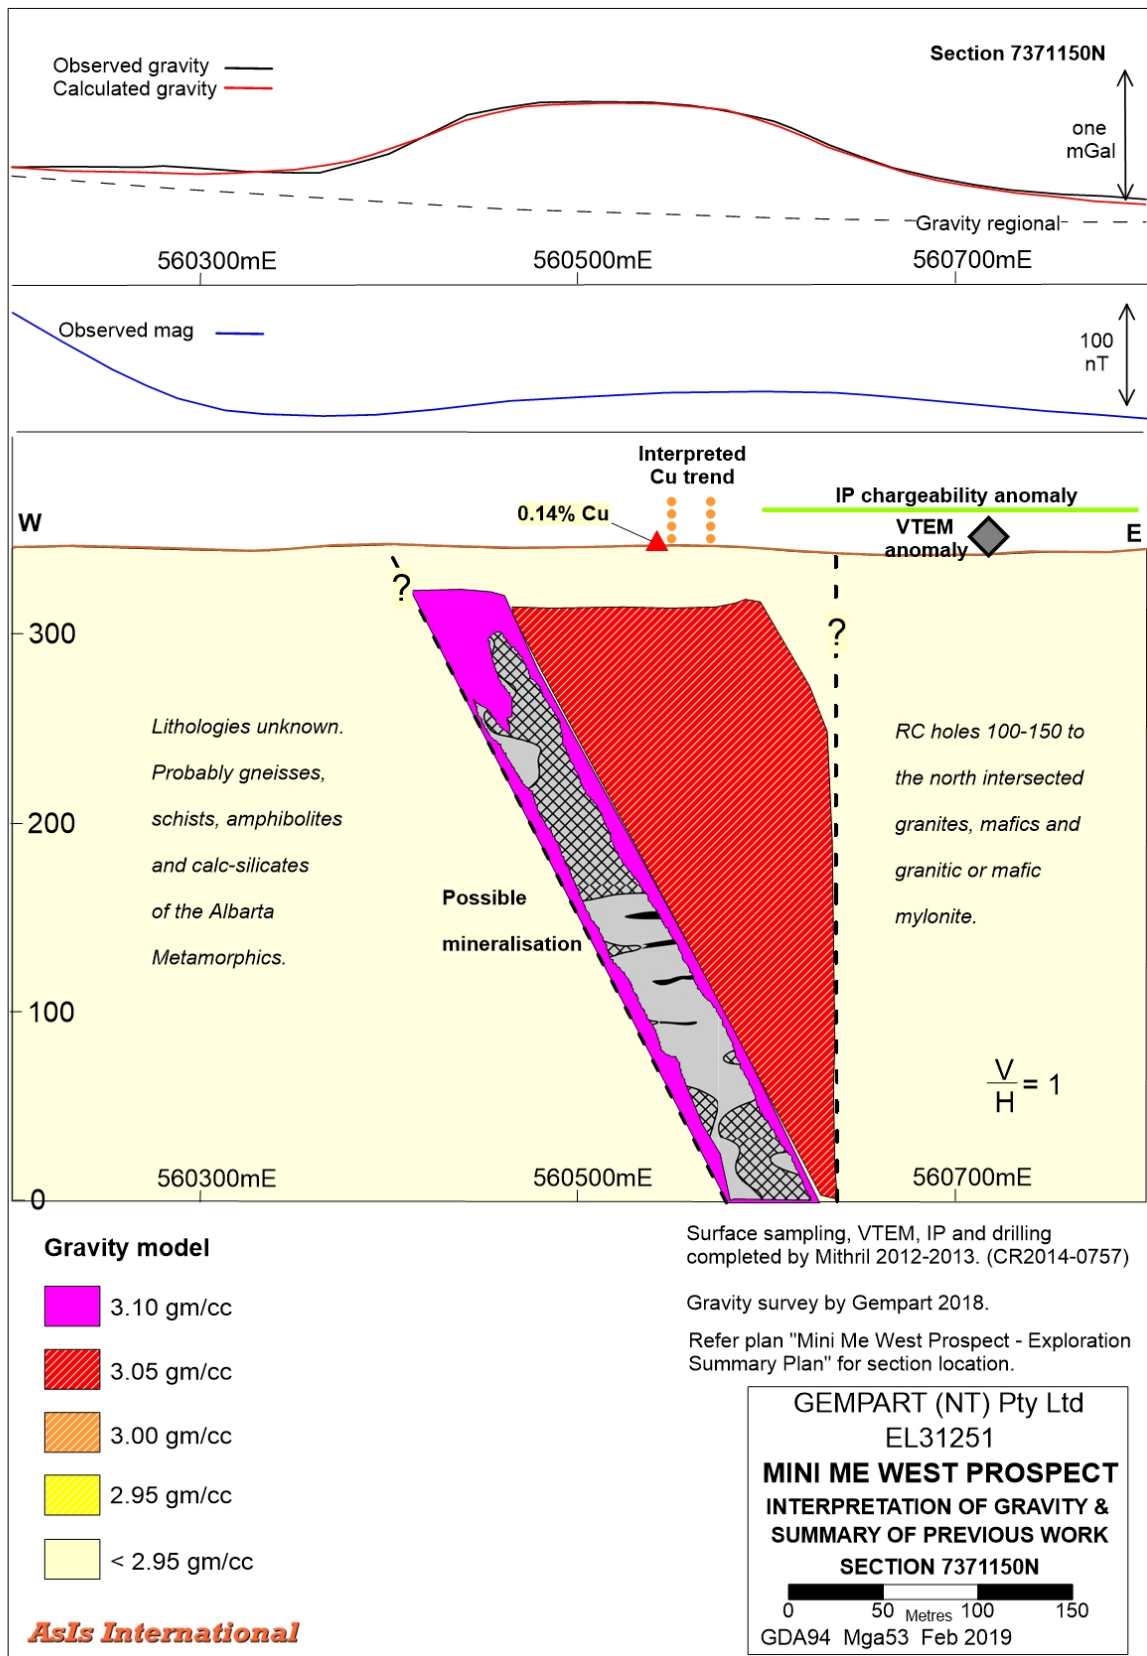 Section 7371150N
Observed gravity
Calculated gravity
one
mGal
Gravity regional
560300mE
560500mE
560700mE
Observed mag
100
nT
Interpreted
Cu trend
0.14% Cu
IP chargeability anomaly
VTEM
anomaly
W
E
?
?
300
200
100
0
Lithologies unknown.
Probably gneisses,
schists, amphibolites
and calc-silicates
of the Albarta
Metamorphics.
Possible
mineralisation
RC holes 100-150 to
the north intersected
granites, mafics and
granitic or mafic
mylonite.
V
H = 1
560300mE
560500mE
560700mE
Gravity model
3.10 gm/cc
3.05 gm/cc
3.00 gm/cc
2.95 gm/cc
< 2.95 gm/cc
AsIs International
Surface sampling, VTEM, IP and drilling
completed by Mithril 2012-2013. (CR2014-0757)
Gravity survey by Gempart 2018.
Refer plan "Mini Me West Prospect - Exploration
Summary Plan" for section location.
GEMPART (NT) Pty Ltd
EL31251
MINI ME WEST PROSPECT
INTERPRETATION OF GRAVITY &
SUMMARY OF PREVIOUS WORK
SECTION 7371150N
0 50 Metres 100 150
GDA94 Mga53 Feb 2019